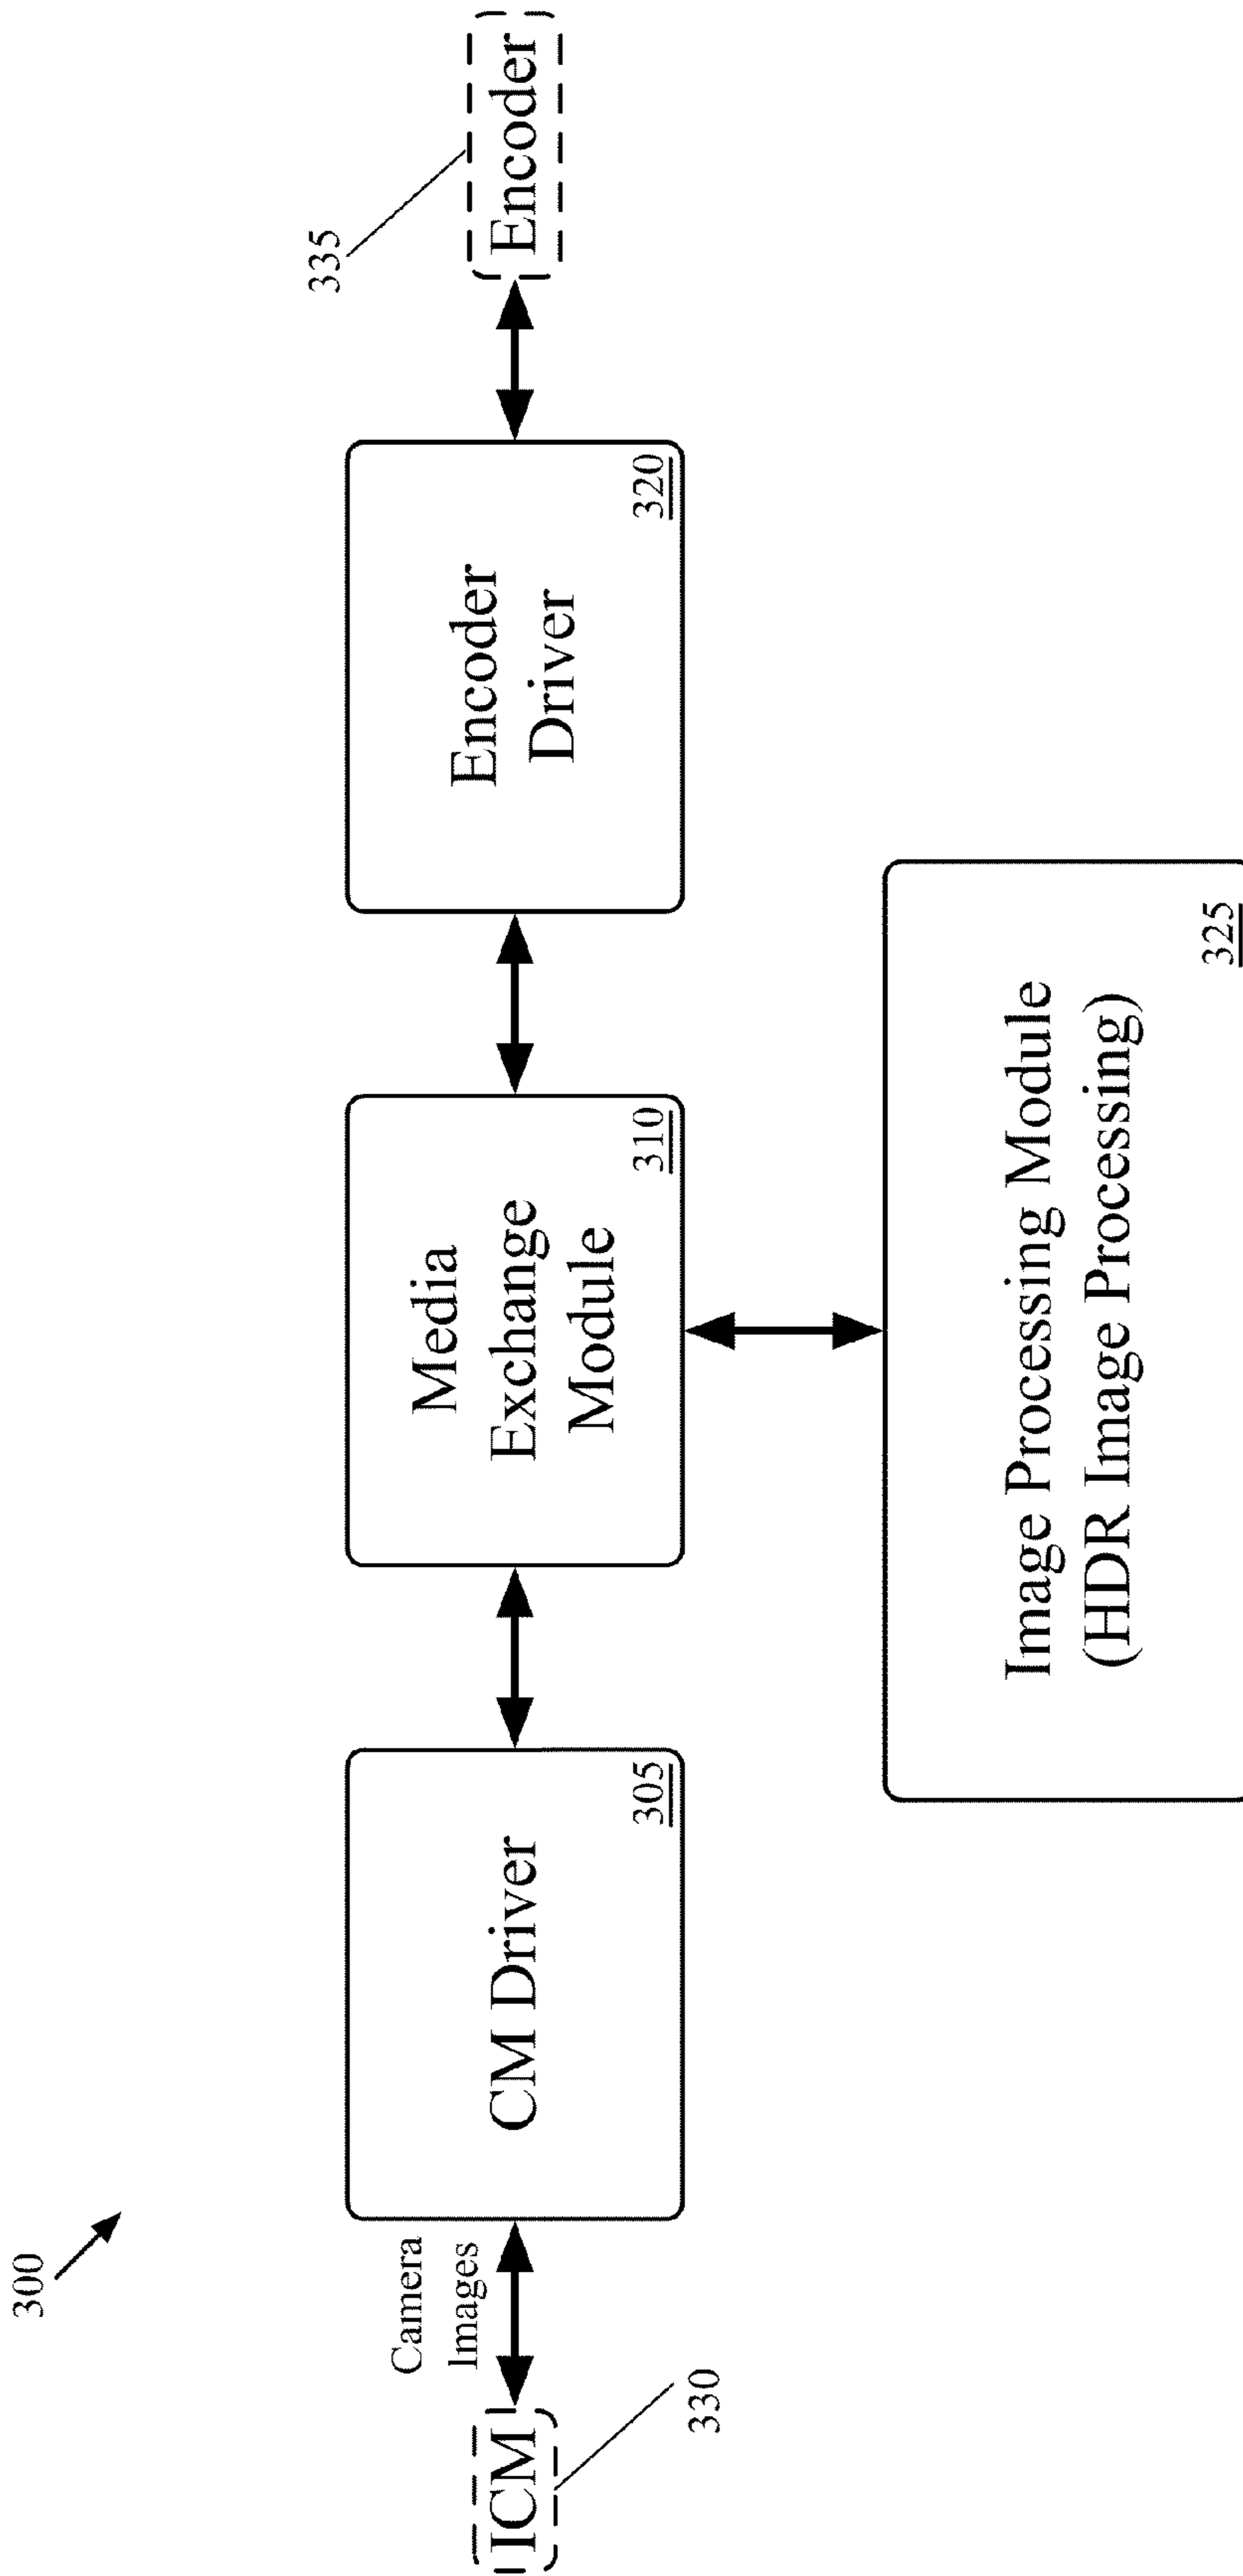 300
Camera
Images
ICM
330
CM Driver
305
Media
Exchange
Module
310
Encoder
Driver
320
Encoder
335
Image Processing Module
(HDR Image Processing)
325